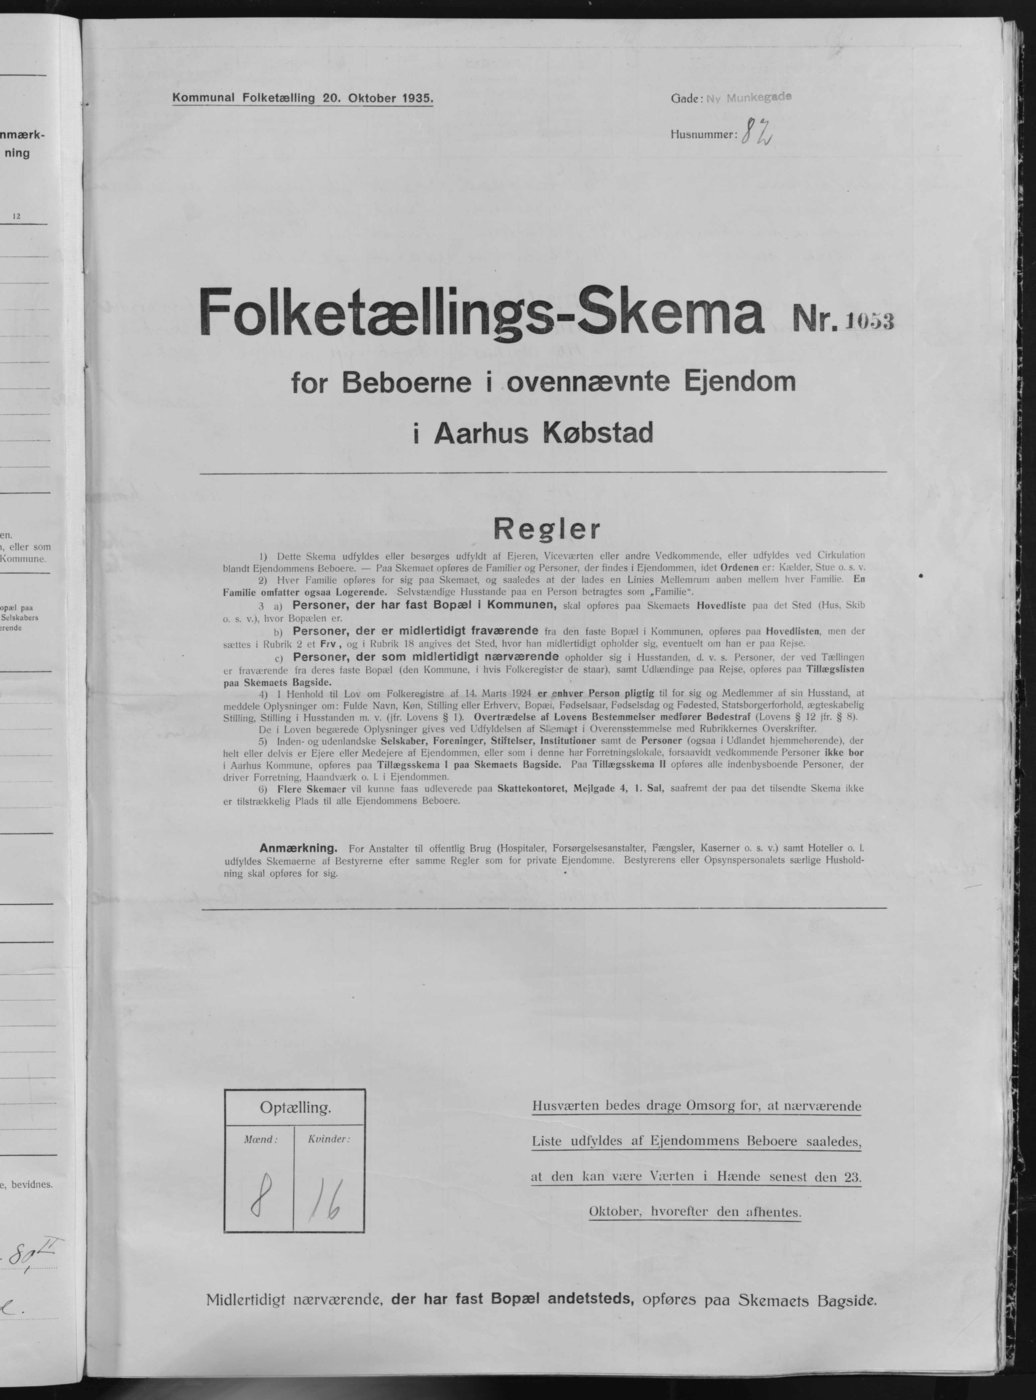 nmærk-
ning
12
en.
, eller som
Kommune.
opæl paa
Selskabers
erende
e, bevidnes.
80, II
Kommunal Folketælling 20. Oktober 1935.
Gade: Ny Munkegade
Husnummer: 82
Folketællings-Skema Nr. 1053
for Beboerne i ovennævnte Ejendom
i Aarhus Købstad
Regler
1) Dette Skema udfyldes eller besørges udfyldt af Ejeren, Viceværten eller andre Vedkommende, eller udfyldes ved Cirkulation
blandt Ejendommens Beboere. — Paa Skemaet opføres de Familier og Personer, der findes i Ejendommen, idet Ordenen er: Kælder, Stue o. s. v.
2) Hver Familie opføres for sig paa Skemaet, og saaledes at der lades en Linies Mellemrum aaben mellem hver Familie. En
Familie omfatter ogsaa Logerende. Selvstændige Husstande paa en Person betragtes som „Familie“.
3 a) Personer, der har fast Bopæl i Kommunen, skal opføres paa Skemaets Hovedliste paa det Sted (Hus, Skib
o. s. v.), hvor Bopælen er.
b) Personer, der er midlertidigt fraværende fra den faste Bopæl i Kommunen, opføres paa Hovedlisten, men der
sættes i Rubrik 2 et Frv., og i Rubrik 18 angives det Sted, hvor han midlertidigt opholder sig, eventuelt om han er paa Rejse.
c) Personer, der som midlertidigt nærværende opholder sig i Husstanden, d. v. s. Personer, der ved Tællingen
er fraværende fra deres faste Bopæl (den Kommune, i hvis Folkeregister de staar), samt Udlændinge paa Rejse, opføres paa Tillægslisten
paa Skemaets Bagside.
4) I Henhold til Lov om Folkeregistre af 14. Marts 1924 er enhver Person pligtig til for sig og Medlemmer af sin Husstand, at
meddele Oplysninger om: Fulde Navn, Køn, Stilling eller Erhverv, Bopæl, Fødselsaar, Fødselsdag og Fødested, Statsborgerforhold, ægteskabelig
Stilling, Stilling i Husstanden m. v. (jfr. Lovens § 1). Overtrædelse af Lovens Bestemmelser medfører Bødestraf (Lovens § 12 jfr. § 8).
De i Loven begærede Oplysninger gives ved Udfyldelsen af Skemaet i Overensstemmelse med Rubrikkernes Overskrifter.
5) Inden- og udenlandske Selskaber, Foreninger, Stiftelser, Institutioner samt de Personer (ogsaa i Udlandet hjemmehørende), der
helt eller delvis er Ejere eller Medejere af Ejendommen, eller som i denne har Forretningslokale, forsaavidt vedkommende Personer ikke bor
i Aarhus Kommune, opføres paa Tillægsskema I paa Skemaets Bagside. Paa Tillægsskema II opføres alle indenbysboende Personer, der
driver Forretning, Haandværk o. l. i Ejendommen.
6) Flere Skemaer vil kunne faas udleverede paa Skattekontoret, Mejlgade 4, 1. Sal, saafremt der paa det tilsendte Skema ikke
er tilstrækkelig Plads til alle Ejendommens Beboere.
Anmærkning. For Anstalter til offentlig Brug (Hospitaler, Forsørgelsesanstalter, Fængsler, Kaserner o. s. v.) samt Hoteller o. l.
udfyldes Skemaerne af Bestyrerne efter samme Regler som for private Ejendomme. Bestyrerens eller Opsynspersonalets særlige Hushold-
ning skal opføres for sig.
Optælling.
Mænd: Kvinder:
8 16
Husværten bedes drage Omsorg for, at nærværende
Liste udfyldes af Ejendommens Beboere saaledes,
at den kan være Værten i Hænde senest den 23.
Oktober, hvorefter den afhentes.
Midlertidigt nærværende, der har fast Bopæl andetsteds, opføres paa Skemaets Bagside.